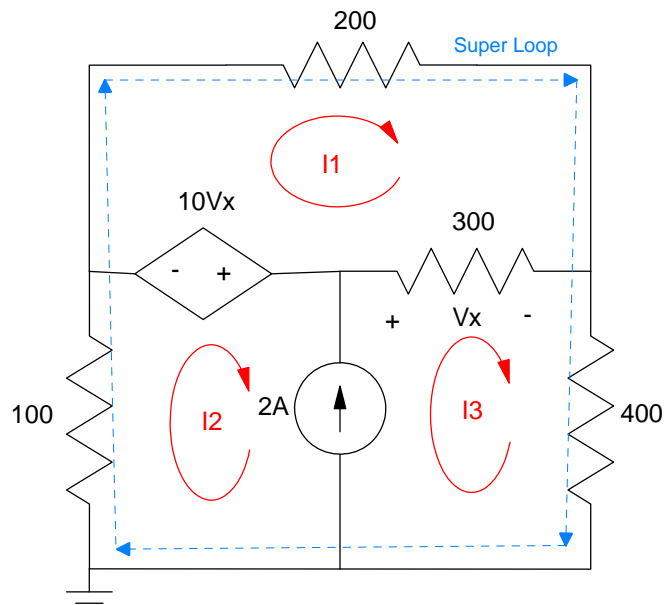 200
Super Loop
I1
10Vx
300
- +
+ Vx -
100
I2
2A
I3
400